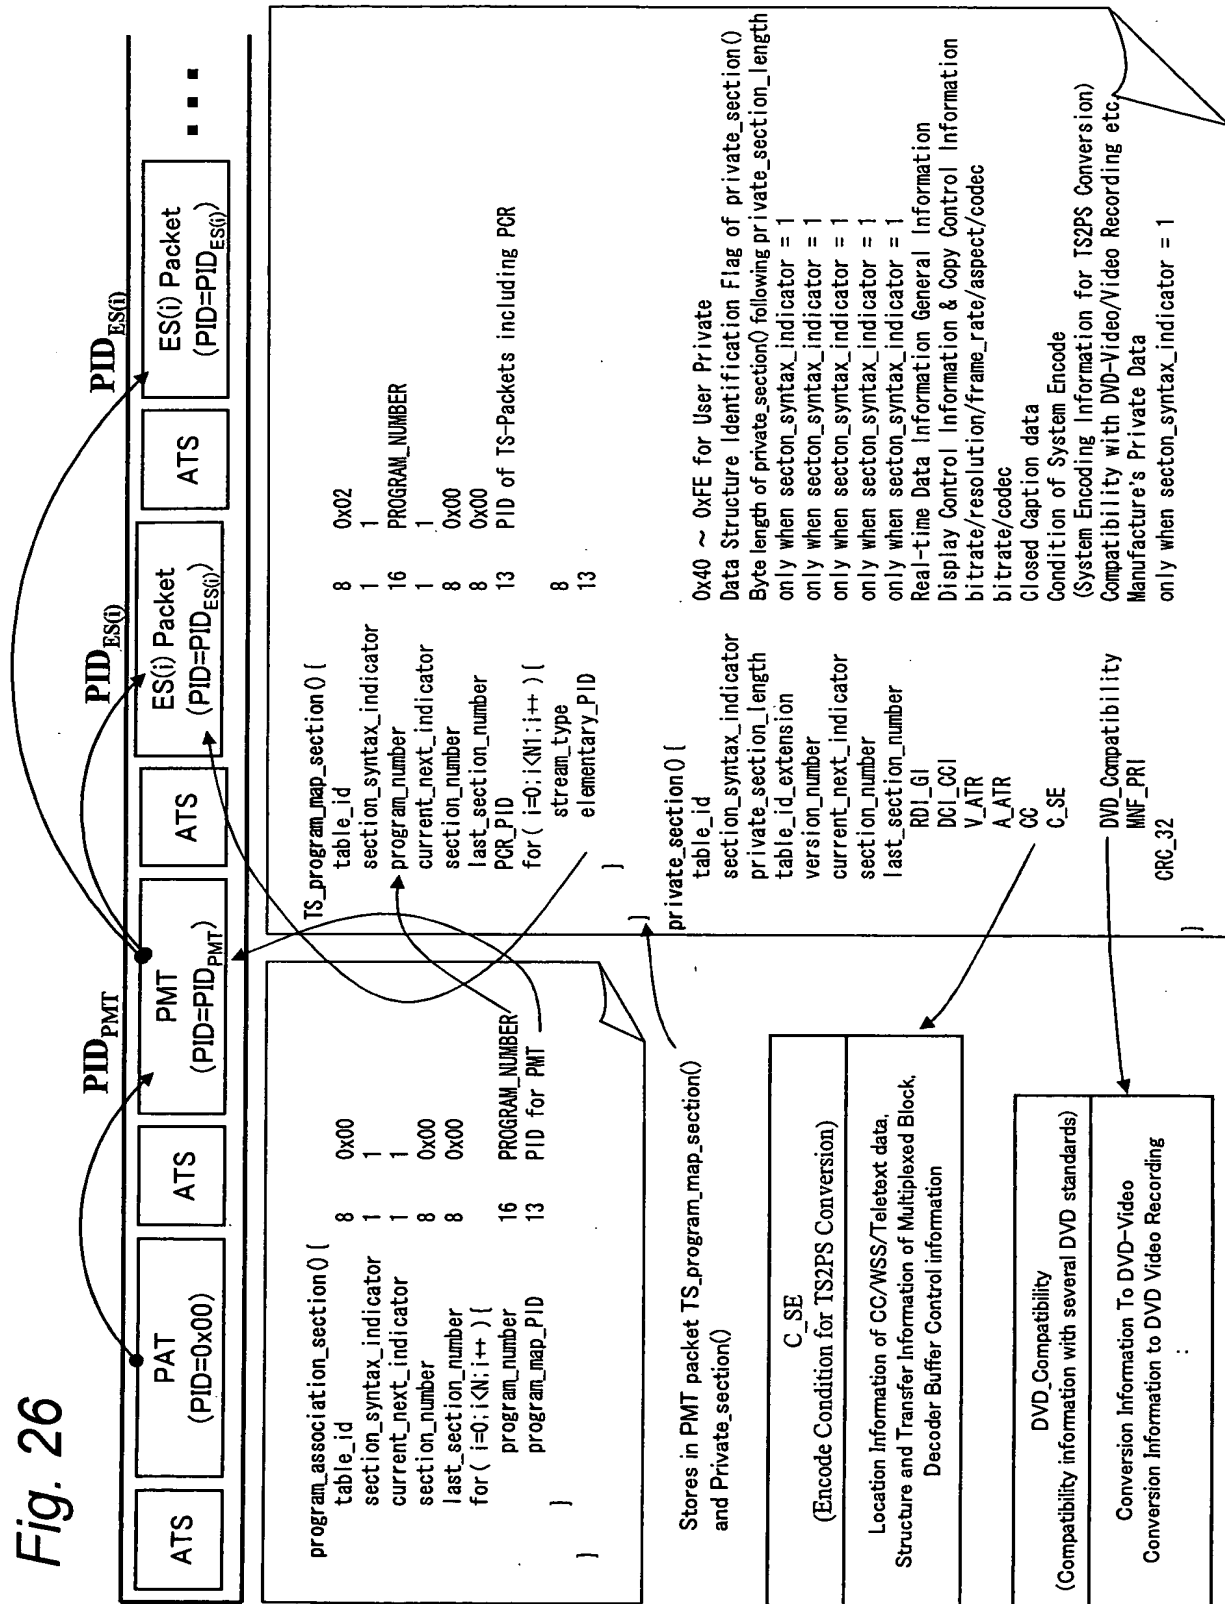 Fig. 26
ATS
PAT
(PID=0x00)
ATS
PID_PMT
PMT
(PID=PID_PMT)
ATS
PID_ES(i)
ES(i) Packet
(PID=PID_ES(i))
ATS
PID_ES(i)
ES(i) Packet
(PID=PID_ES(i))
program_association_section() {
table_id 8 0x00
section_syntax_indicator 1 1
current_next_indicator 1 1
section_number 8 0x00
last_section_number 8 0x00
for ( i=0;i<N;i++ ) {
program_number 16 PROGRAM_NUMBER
program_map_PID 13 PID for PMT
}
}
TS_program_map_section() {
table_id 8 0x02
section_syntax_indicator 1 1
program_number 16 PROGRAM_NUMBER
current_next_indicator 1 1
section_number 8 0x00
last_section_number 8 0x00
PCR_PID 13 PID of TS-Packets including PCR
for ( i=0;i<N1;i++ ) {
stream_type 8
elementary_PID 13
}
}
private_section() {
table_id 0x40 ~ 0xFE for User Private
section_syntax_indicator Data Structure Identification Flag of private_section()
private_section_length Byte length of private_section() following private_section_length
table_id_extension only when secton_syntax_indicator = 1
version_number only when secton_syntax_indicator = 1
current_next_indicator only when secton_syntax_indicator = 1
section_number only when secton_syntax_indicator = 1
last_section_number only when secton_syntax_indicator = 1
RDI_GI Real-time Data Information General Information
DCI_CCI Display Control Information & Copy Control Information
V_ATR bitrate/resolution/frame_rate/aspect/codec
A_ATR bitrate/codec
CC Closed Caption data
C_SE Condition of System Encode
(System Encoding Information for TS2PS Conversion)
DVD_Compatibility Compatibility with DVD-Video/Video Recording etc.
MNF_PRI Manufacture's Private Data
CRC_32 only when secton_syntax_indicator = 1
}
Stores in PMT packet TS_program_map_section()
and Private_section()
C_SE
(Encode Condition for TS2PS Conversion)
Location Information of CC/WSS/Teletext data,
Structure and Transfer Information of Multiplexed Block,
Decoder Buffer Control information
DVD_Compatibility
(Compatibility information with several DVD standards)
Conversion Information To DVD-Video
Conversion Information to DVD Video Recording
: